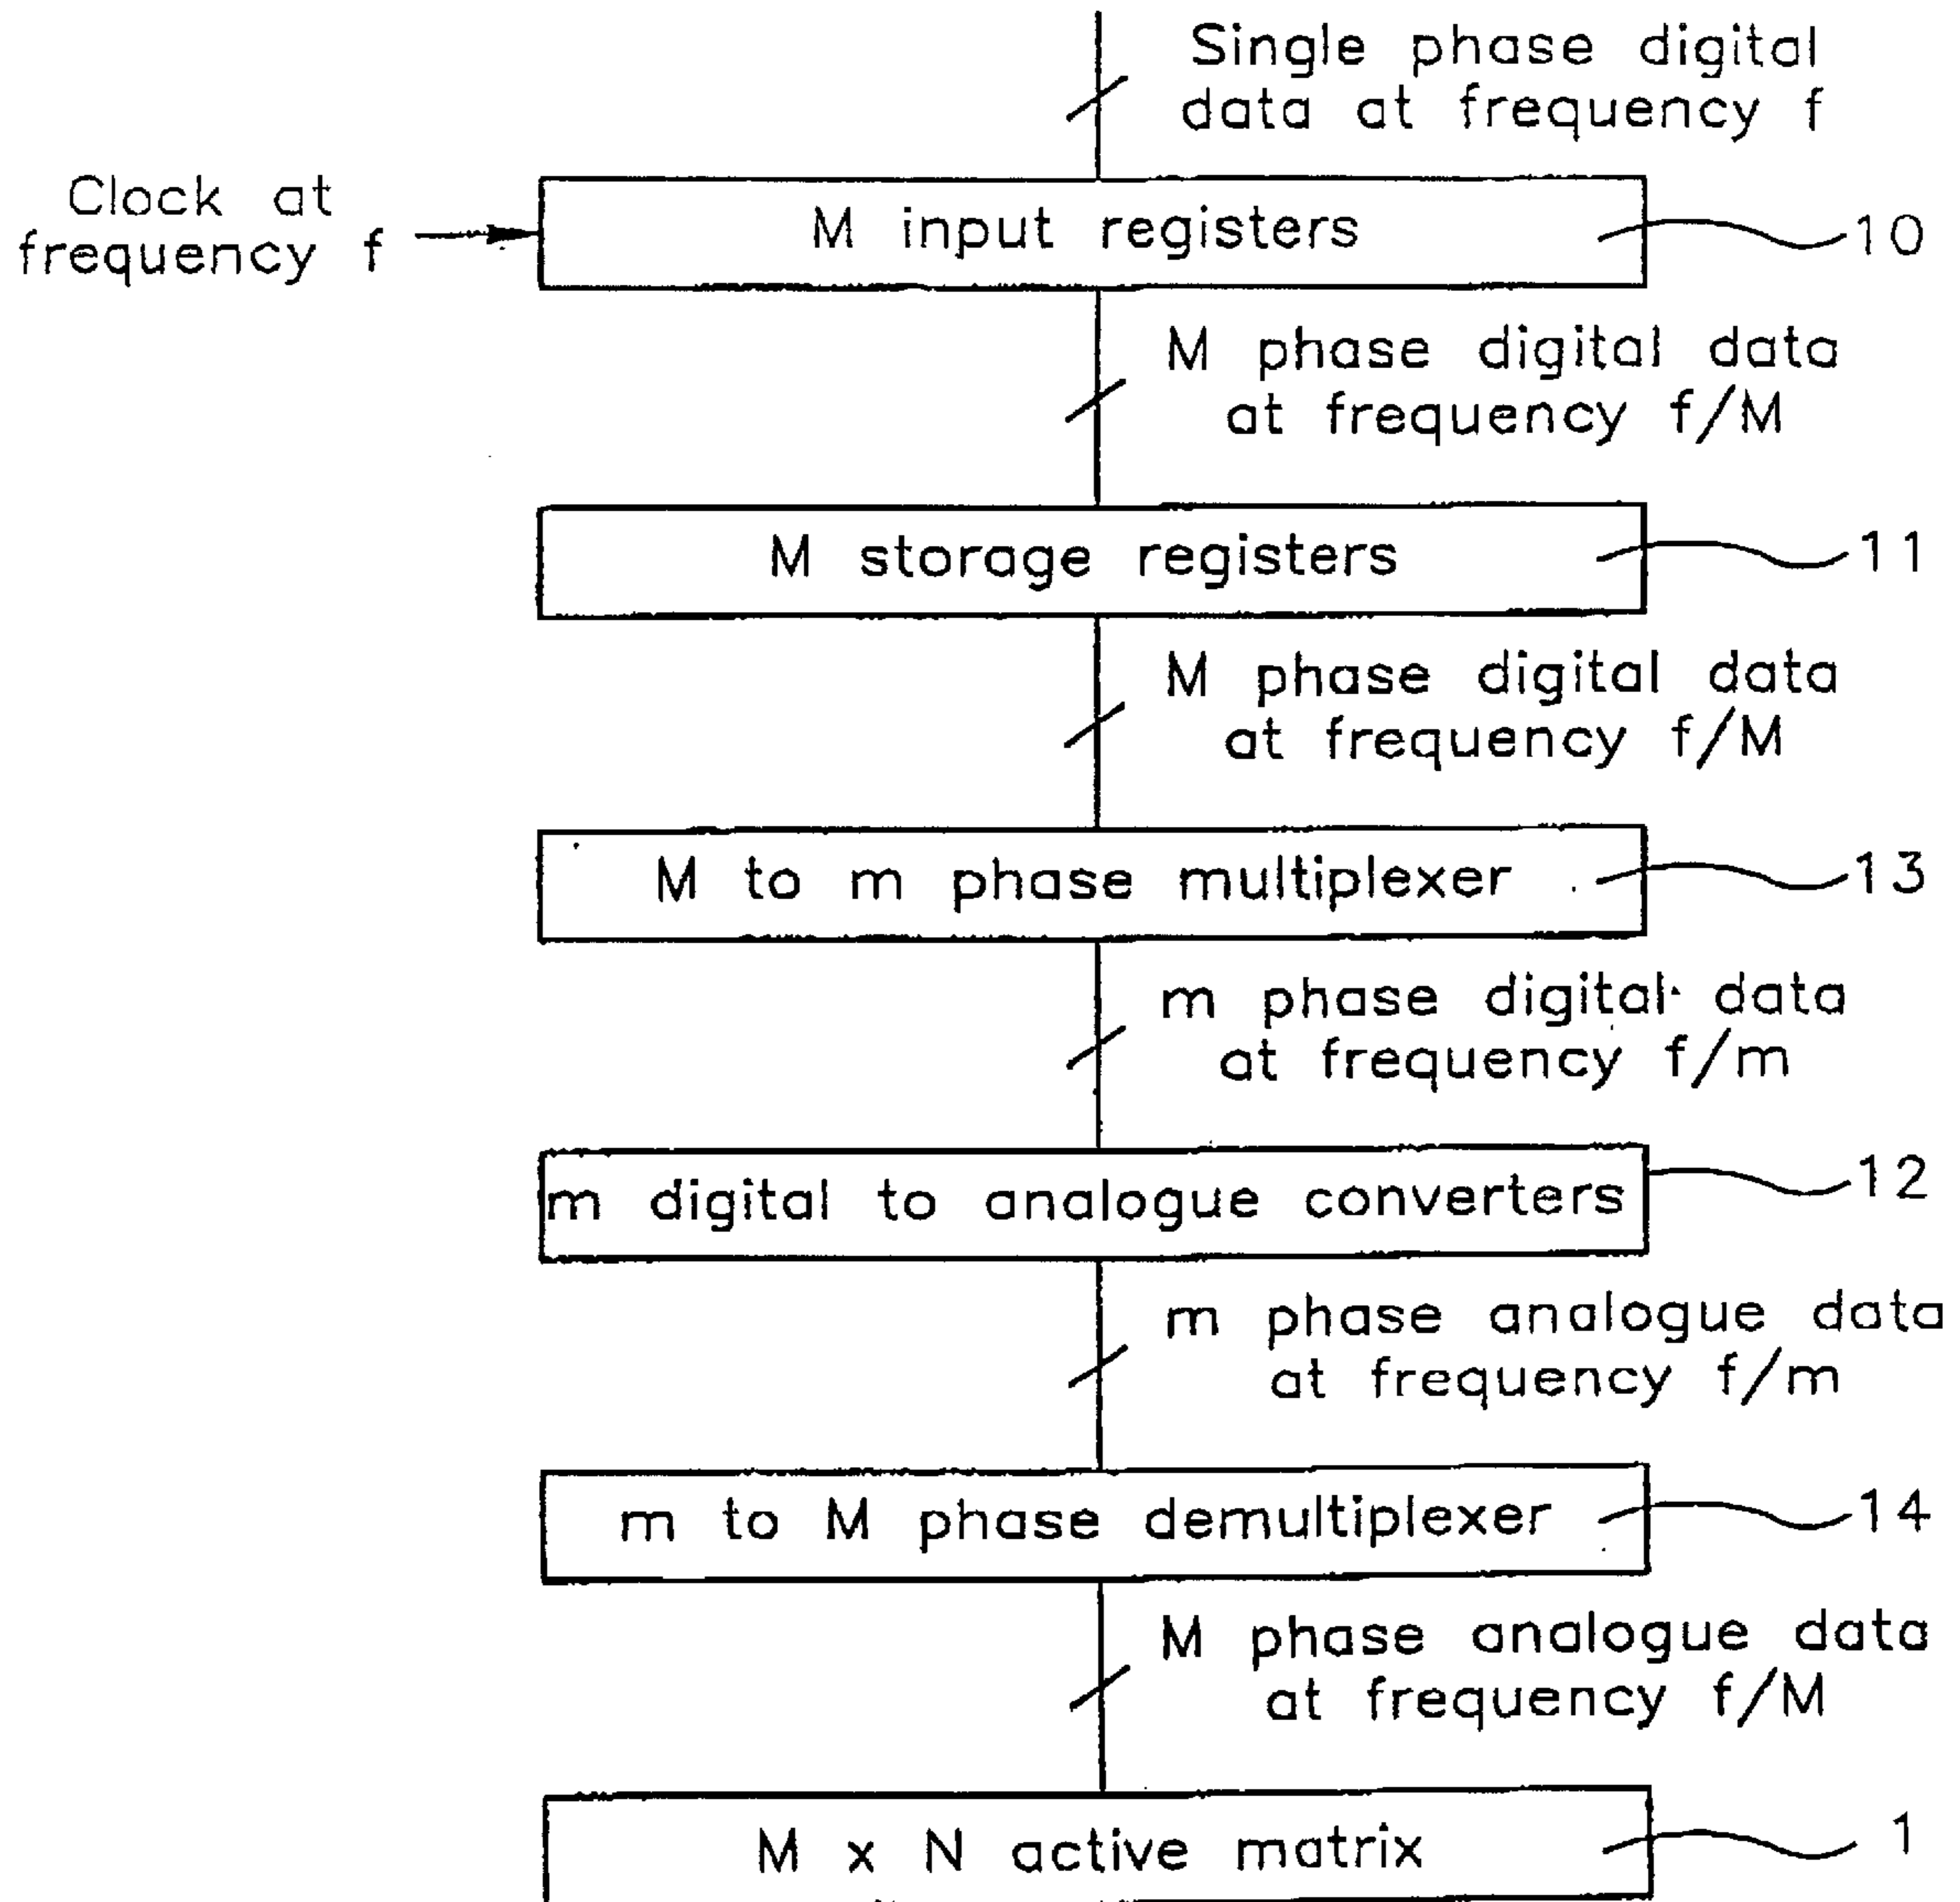 Single phase digital
data at frequency f
Clock at
frequency f
M input registers
10
M phase digital data
at frequency f/M
M storage registers
11
M phase digital data
at frequency f/M
M to m phase multiplexer
13
m phase digital data
at frequency f/m
m digital to analogue converters
12
m phase analogue data
at frequency f/m
m to M phase demultiplexer
14
M phase analogue data
at frequency f/M
M x N active matrix
1